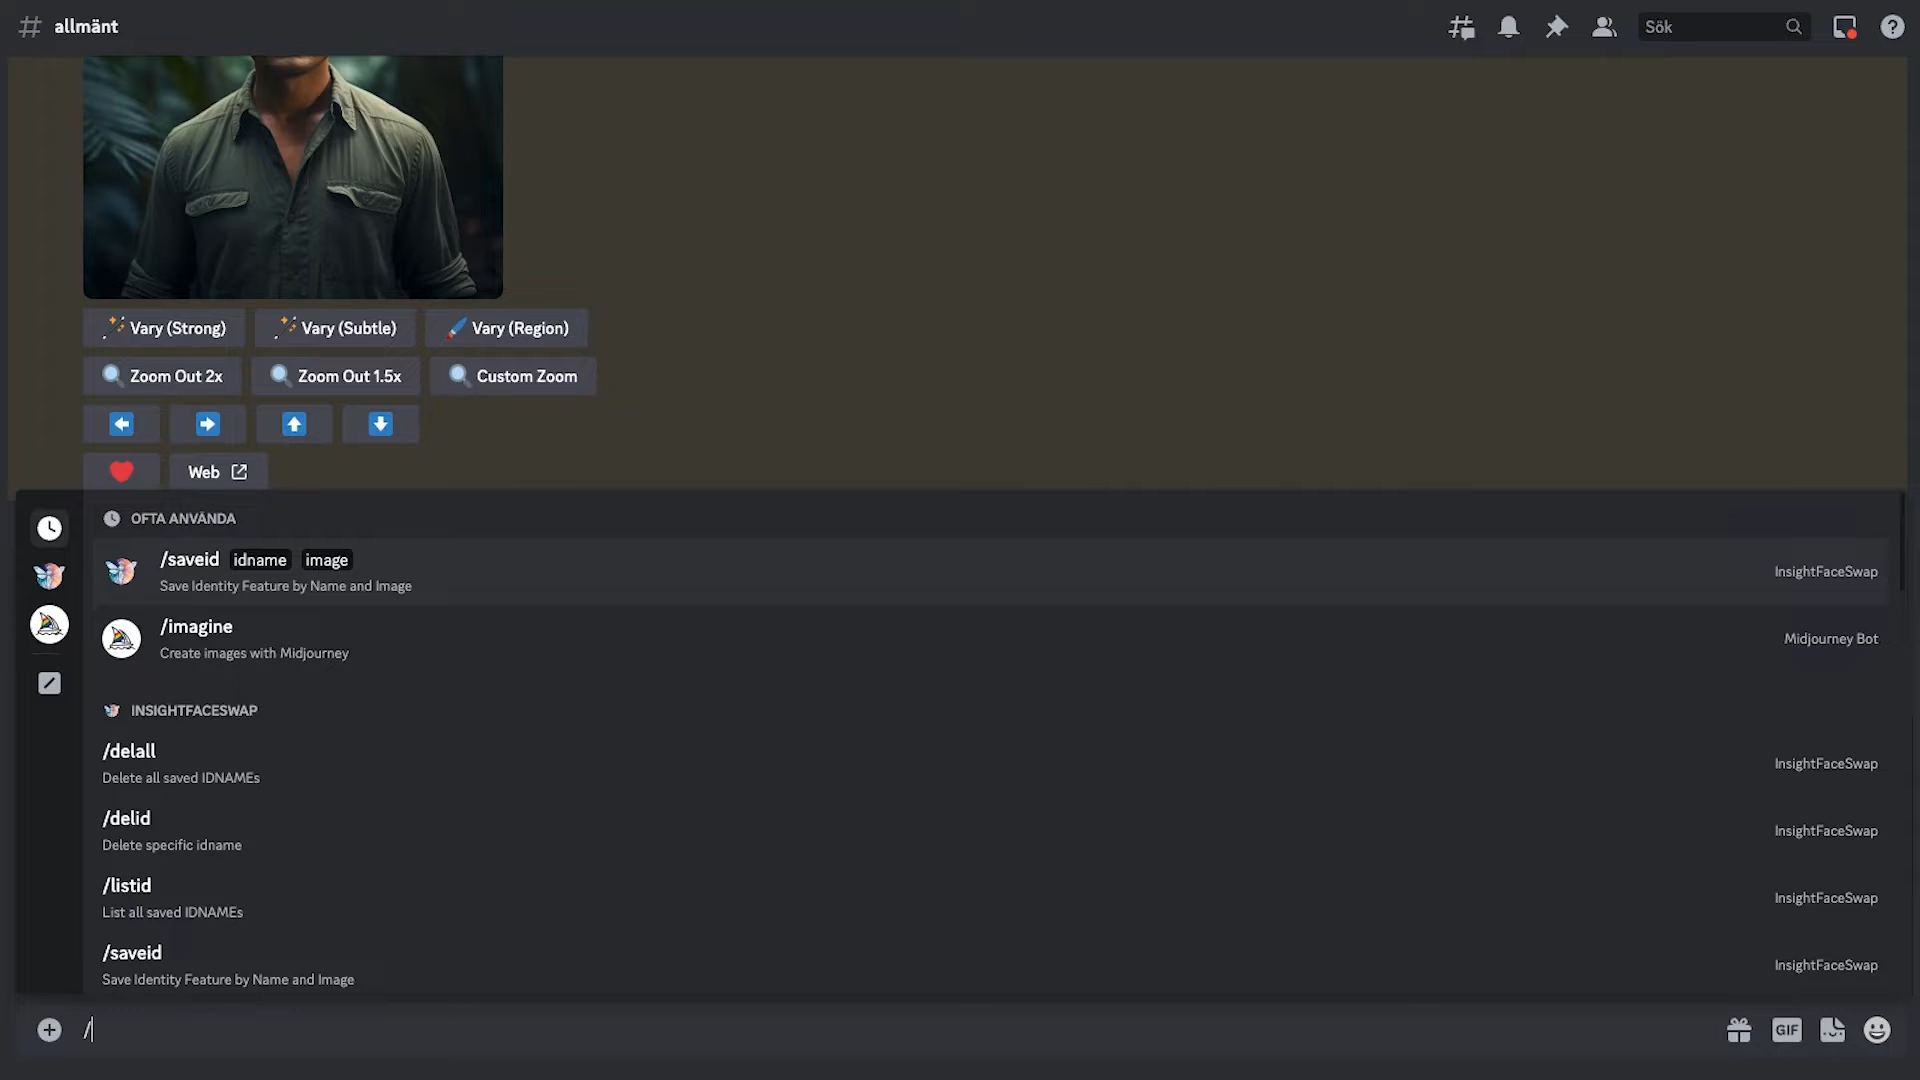 allmänt
Sök
Vary (Strong)
Vary (Subtle)
Vary (Region)
Zoom Out 2x
Zoom Out 1.5x
Custom Zoom
Web
OFTA ANVÄNDA
/saveid idname image
Save Identity Feature by Name and Image
InsightFaceSwap
/imagine
Create images with Midjourney
Midjourney Bot
INSIGHTFACESWAP
/delall
Delete all saved IDNAMEs
InsightFaceSwap
/delid
Delete specific idname
InsightFaceSwap
/listid
List all saved IDNAMEs
InsightFaceSwap
/saveid
Save Identity Feature by Name and Image
InsightFaceSwap
/
GIF